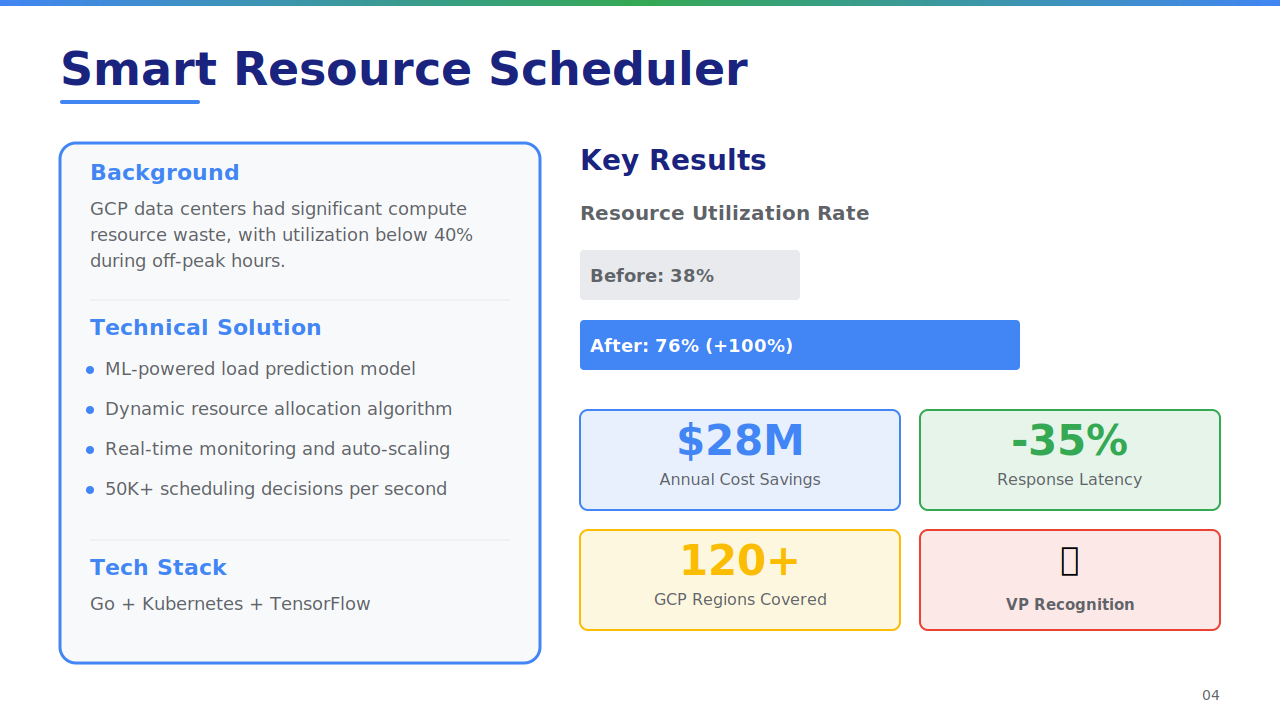 Smart Resource Scheduler
Background
GCP data centers had significant compute
resource waste, with utilization below 40%
during off-peak hours.
Technical Solution
ML-powered load prediction model
Dynamic resource allocation algorithm
Real-time monitoring and auto-scaling
50K+ scheduling decisions per second
Tech Stack
Go + Kubernetes + TensorFlow
Key Results
Resource Utilization Rate
Before: 38%
After: 76% (+100%)
$28M
Annual Cost Savings
-35%
Response Latency
120+
GCP Regions Covered
VP Recognition
04